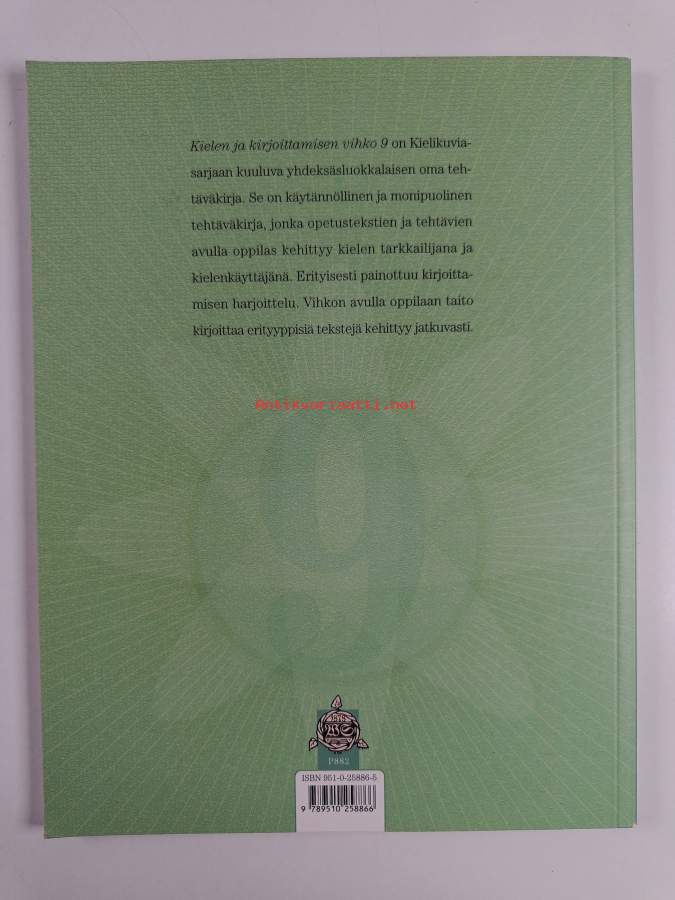 Kielen ja kirjoittamisen vihko 9 on Kielikuvia-
sarjaan kuuluva yhdeksäsluokkalaisen oma teh-
täväkirja. Se on käytännöllinen ja monipuolinen
tehtäväkirja, jonka opetustekstien ja tehtävien
avulla oppilas kehittyy kielen tarkkailijana ja
kielenkäyttäjänä. Erityisesti painottuu kirjoitta-
misen harjoittelu. Vihkon avulla oppilaan taito
kirjoittaa erityyppisiä tekstejä kehittyy jatkuvasti.
Antikvariaatti.net
9
1878
WS
P882
ISBN 951-0-25886-5
9 789510 258866